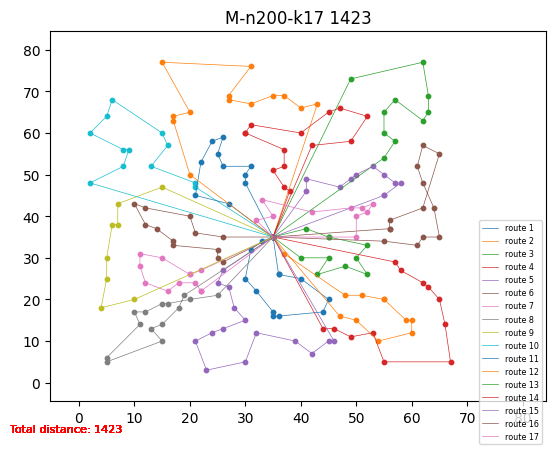 M-n200-k17 1423
80
70
60
50
40
30
20
10
0
0
10
20
30
40
50
60
70
80
route 1
route 2
route 3
route 4
route 5
route 6
route 7
route 8
route 9
route 10
route 11
route 12
route 13
route 14
route 15
route 16
route 17
Total distance: 1423